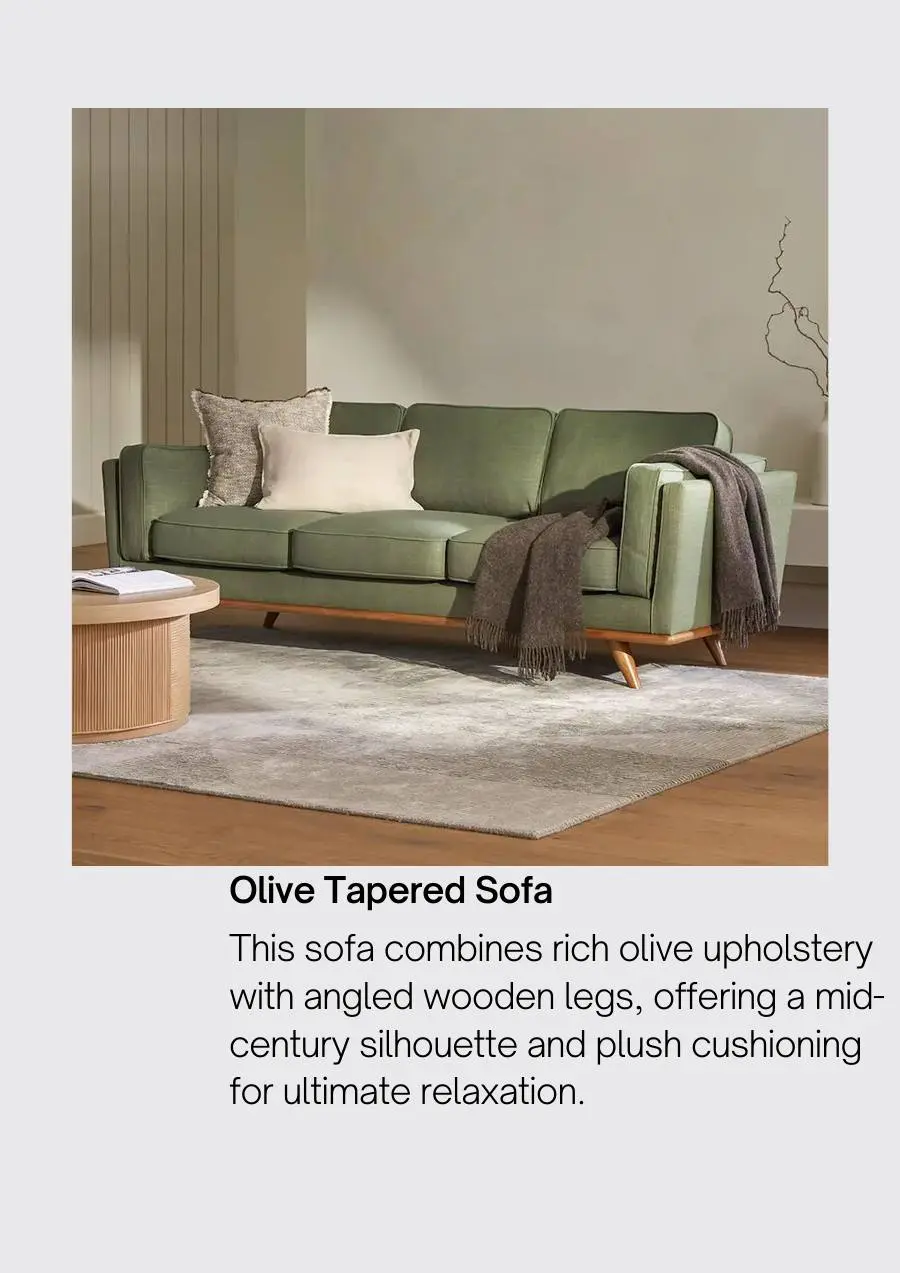 Olive Tapered Sofa
This sofa combines rich olive upholstery
with angled wooden legs, offering a mid-
century silhouette and plush cushioning
for ultimate relaxation.